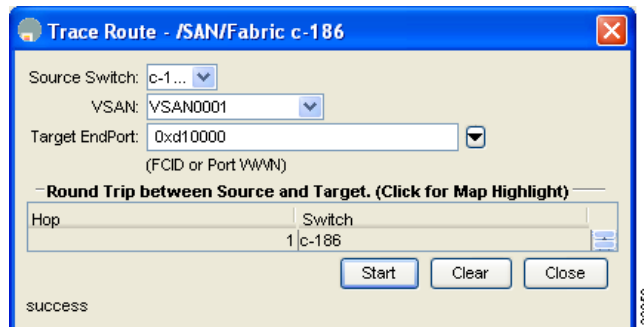 Trace Route - /SAN/Fabric c-186
Source Switch: c-1...
VSAN: VSAN0001
Target EndPort: 0xd10000
(FCID or Port WWN)
Round Trip between Source and Target. (Click for Map Highlight)
Hop Switch
1 c-186
Start Clear Close
success